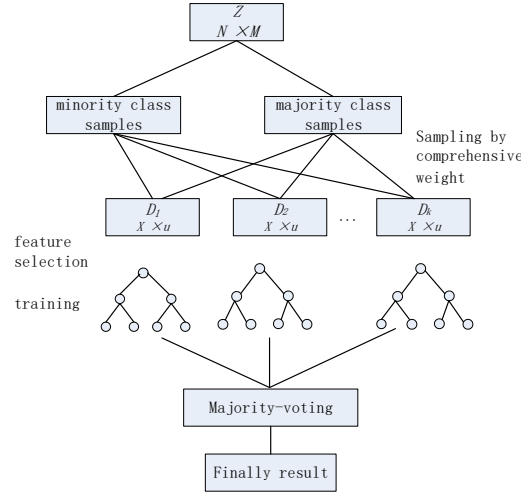 Z
N ×M
minority class
samples
majority class
samples
Sampling by
comprehensive
weight
D1
X ×u
D2
X ×u
...
Dk
X ×u
feature
selection
training
Majority-voting
Finally result